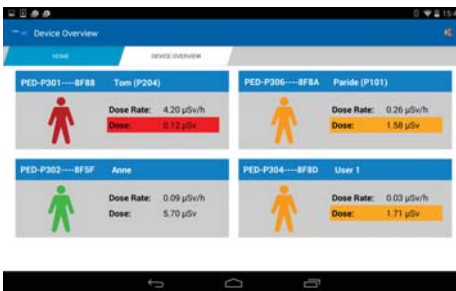 15:4
Device Overview
HOME
DEVICE OVERVIEW
PED-P301----8F88 Tom (P204)
Dose Rate: 4.20 µSv/h
Dose: 0.12 µSv
PED-P306----8F8A Paride (P101)
Dose Rate: 0.26 µSv/h
Dose: 1.58 µSv
PED-P302----8F5F Anne
Dose Rate: 0.09 µSv/h
Dose: 5.70 µSv
PED-P304----8F8D User 1
Dose Rate: 0.03 µSv/h
Dose: 1.71 µSv